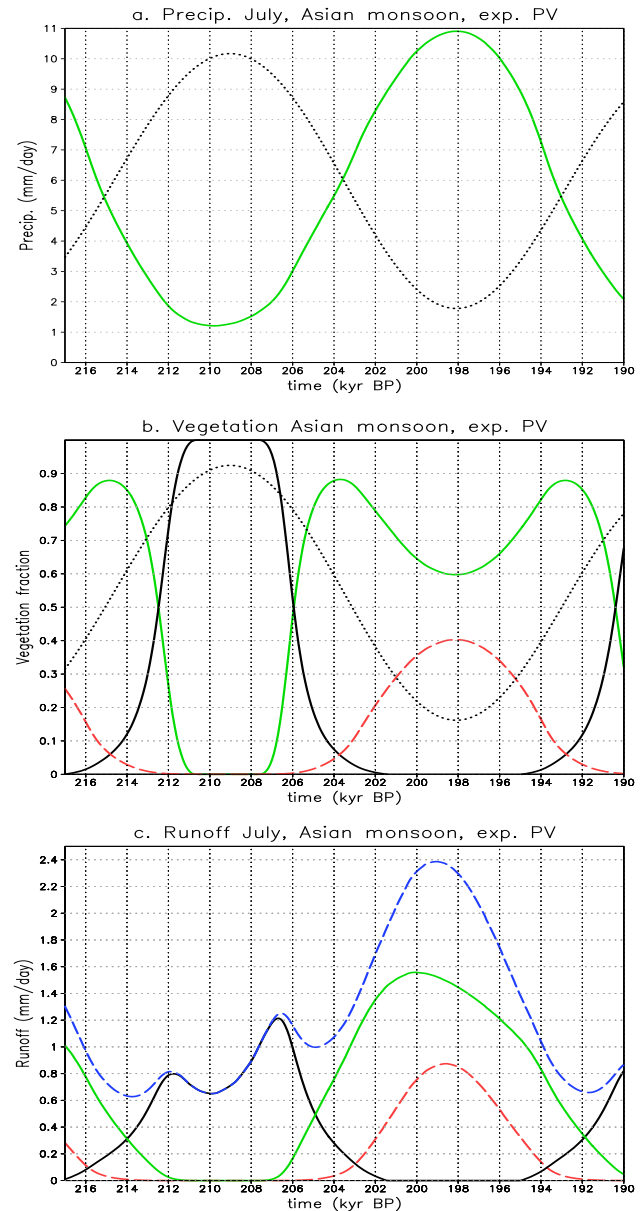 a. Precip. July, Asian monsoon, exp. PV
11
10
9
8
7
6
5
4
3
2
1
0
Precip. (mm/day)
216 214 212 210 208 206 204 202 200 198 196 194 192 190
time (kyr BP)
b. Vegetation Asian monsoon, exp. PV
0.9
0.8
0.7
0.6
0.5
0.4
0.3
0.2
0.1
0
Vegetation fraction
216 214 212 210 208 206 204 202 200 198 196 194 192 190
time (kyr BP)
c. Runoff July, Asian monsoon, exp. PV
2.4
2.2
2
1.8
1.6
1.4
1.2
1
0.8
0.6
0.4
0.2
0
Runoff (mm/day)
216 214 212 210 208 206 204 202 200 198 196 194 192 190
time (kyr BP)